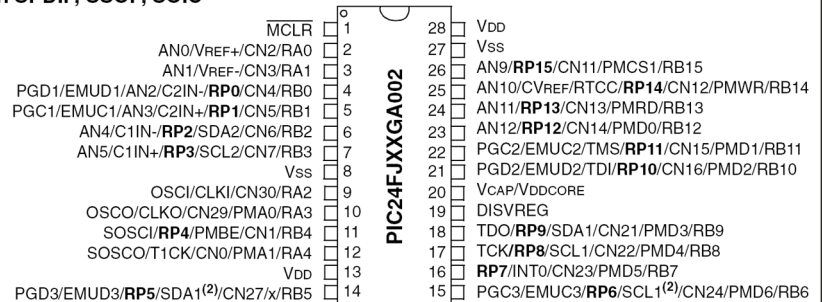 MCLR 1 28 VDD
AN0/VREF+/CN2/RA0 2 27 VSS
AN1/VREF-/CN3/RA1 3 26 AN9/RP15/CN11/PMCS1/RB15
PGD1/EMUD1/AN2/C2IN-/RP0/CN4/RB0 4 25 AN10/CVREF/RTCC/RP14/CN12/PMWR/RB14
PGC1/EMUC1/AN3/C2IN+/RP1/CN5/RB1 5 24 AN11/RP13/CN13/PMRD/RB13
AN4/C1IN-/RP2/SDA2/CN6/RB2 6 23 AN12/RP12/CN14/PMD0/RB12
AN5/C1IN+/RP3/SCL2/CN7/RB3 7 22 PGC2/EMUC2/TMS/RP11/CN15/PMD1/RB11
VSS 8 21 PGD2/EMUD2/TDI/RP10/CN16/PMD2/RB10
OSCI/CLKI/CN30/RA2 9 20 VCAP/VDDCORE
OSCO/CLKO/CN29/PMA0/RA3 10 19 DISVREG
SOSCI/RP4/PMBE/CN1/RB4 11 18 TDO/RP9/SDA1/CN21/PMD3/RB9
SOSCO/T1CK/CN0/PMA1/RA4 12 17 TCK/RP8/SCL1/CN22/PMD4/RB8
VDD 13 16 RP7/INT0/CN23/PMD5/RB7
PGD3/EMUD3/RP5/SDA1(2)/CN27/x/RB5 14 15 PGC3/EMUC3/RP6/SCL1(2)/CN24/PMD6/RB6
PIC24FJXXGA002